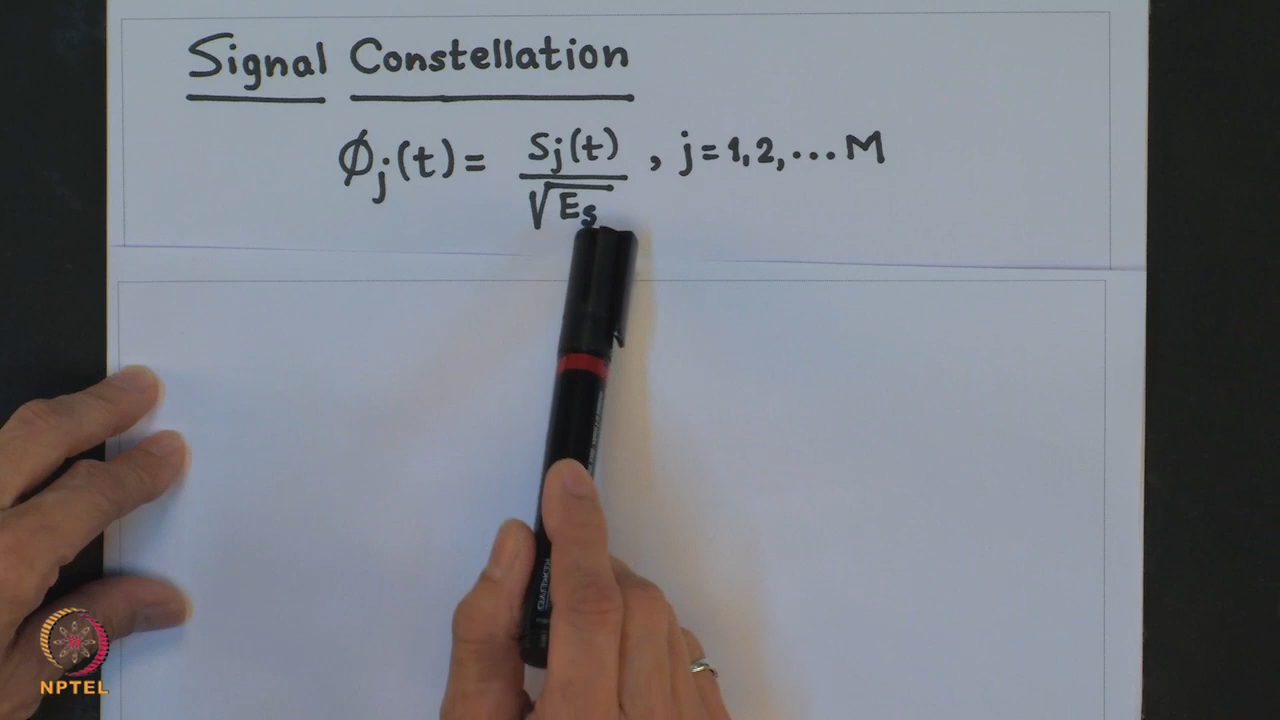 Signal Constellation
ϕⱼ(t) = Sⱼ(t) / √Eₛ , j = 1, 2, ... M
NPTEL